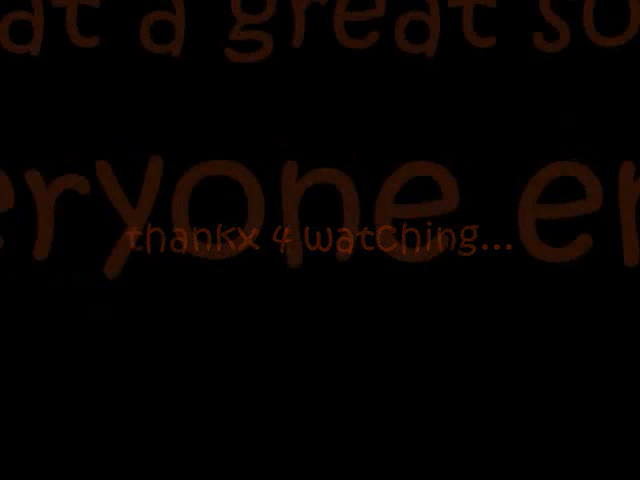 at a great so
eryone en
thankx 4 watching...